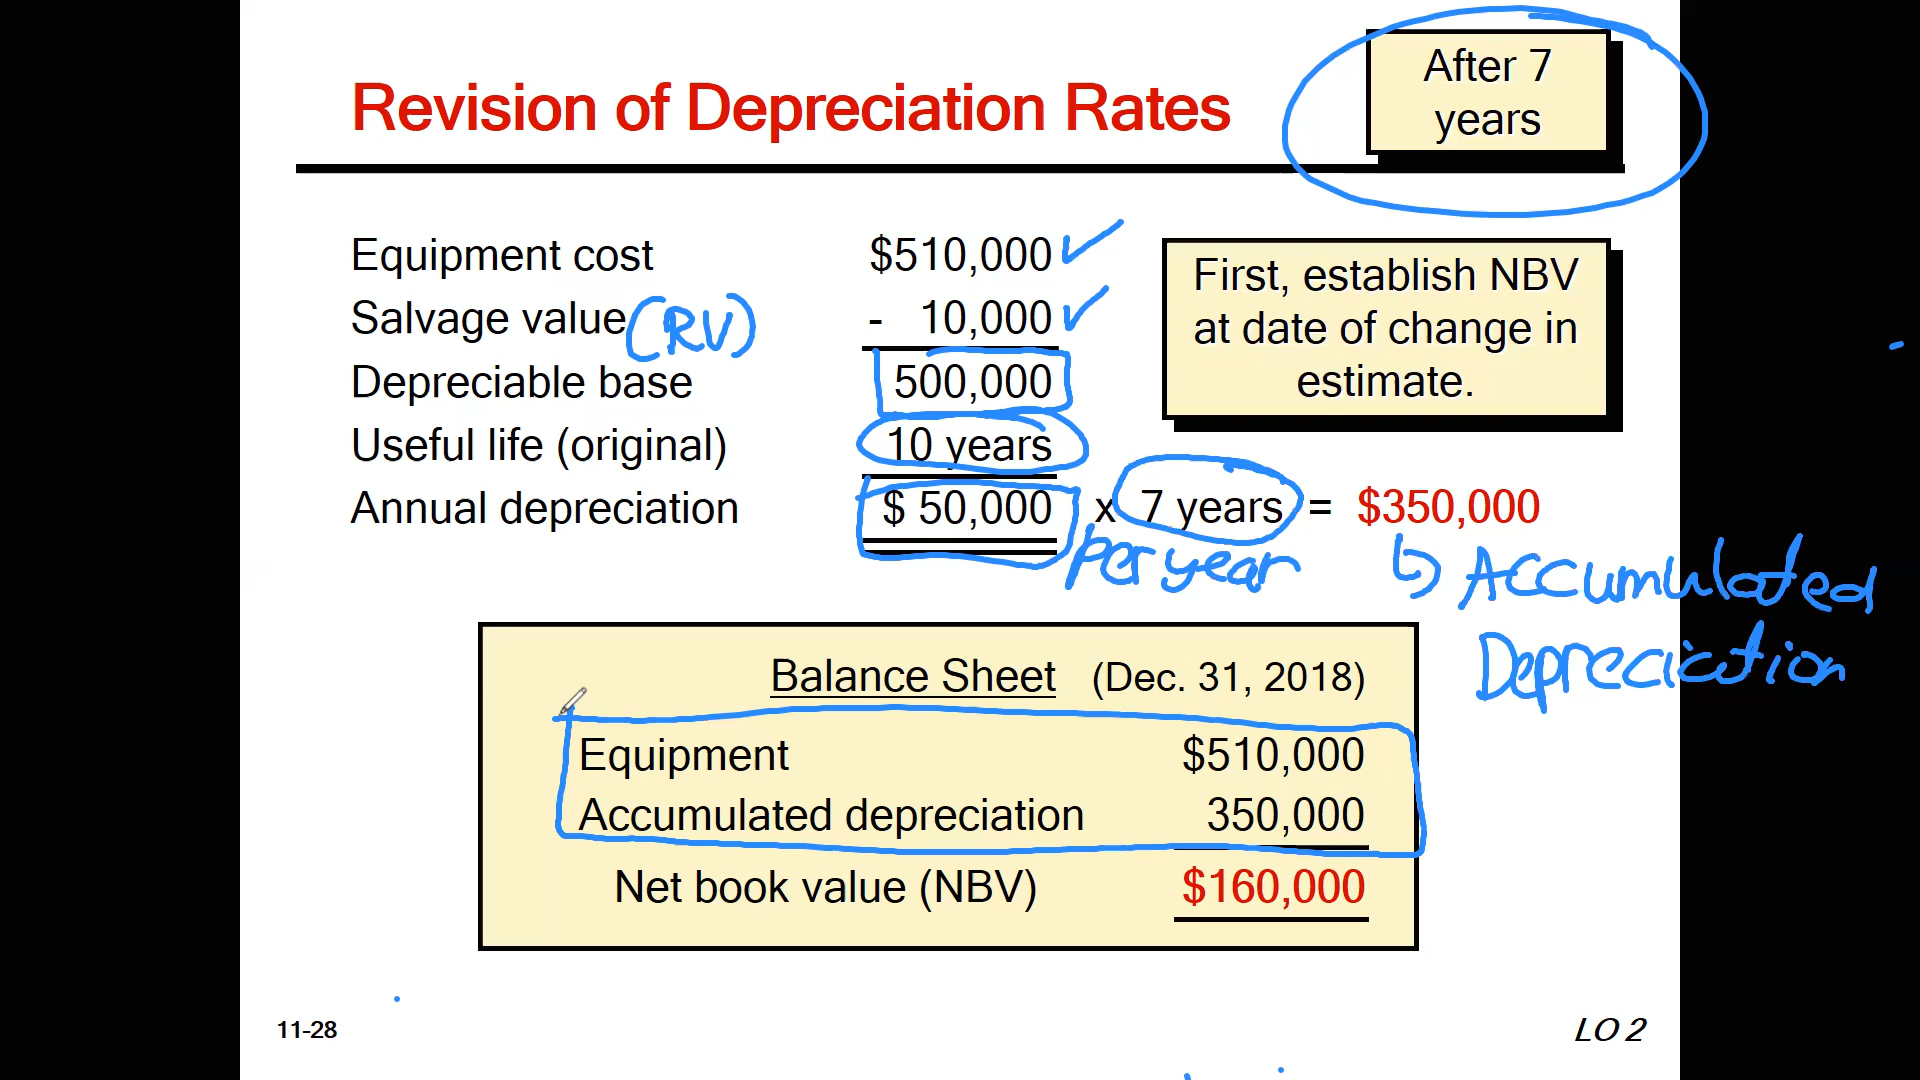 After 7
years
Revision of Depreciation Rates
Equipment cost $510,000
Salvage value (RV) - 10,000
Depreciable base 500,000
Useful life (original) 10 years
Annual depreciation $ 50,000 x 7 years = $350,000
per year
Accumulated
Depreciation
First, establish NBV
at date of change in
estimate.
Balance Sheet (Dec. 31, 2018)
Equipment $510,000
Accumulated depreciation 350,000
Net book value (NBV) $160,000
11-28
LO 2